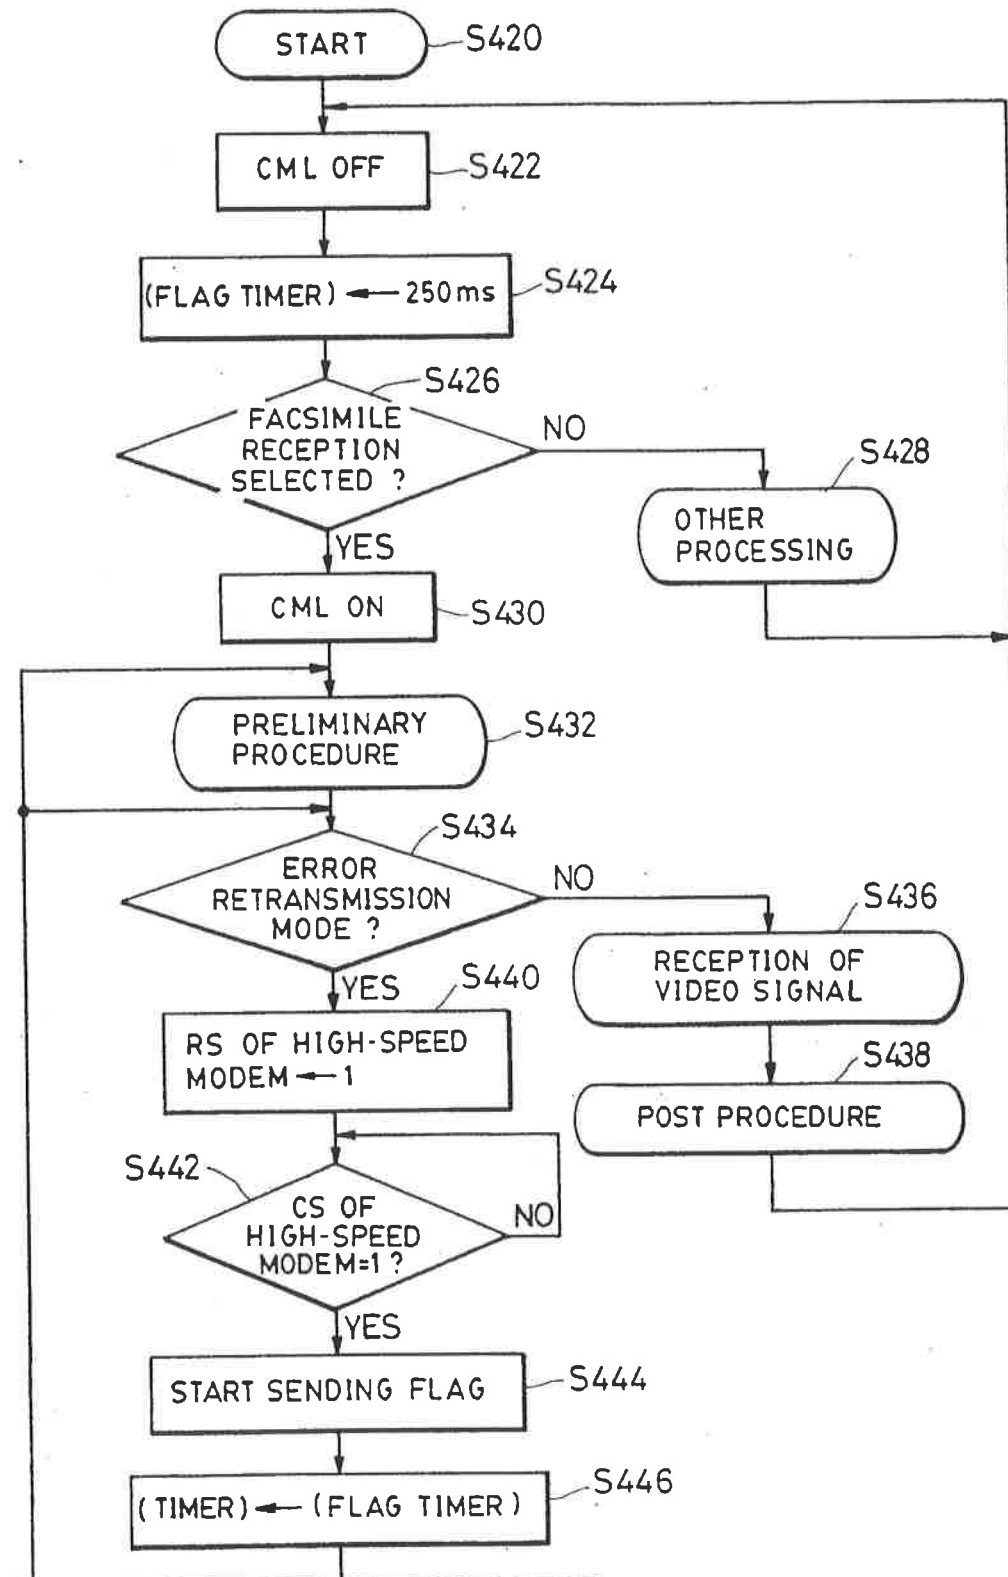 START
S420
CML OFF
S422
(FLAG TIMER) ← 250ms
S424
S426
FACSIMILE
RECEPTION
SELECTED ?
NO
S428
OTHER
PROCESSING
YES
CML ON
S430
PRELIMINARY
PROCEDURE
S432
S434
ERROR
RETRANSMISSION
MODE ?
NO
S436
RECEPTION OF
VIDEO SIGNAL
YES
S440
RS OF HIGH-SPEED
MODEM ← 1
S438
POST PROCEDURE
S442
CS OF
HIGH-SPEED
MODEM=1 ?
NO
YES
START SENDING FLAG
S444
(TIMER) ← (FLAG TIMER)
S446